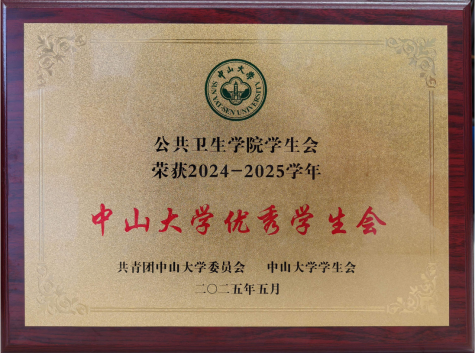 中山大学
SUN YAT-SEN UNIVERSITY
公共卫生学院学生会
荣获2024-2025学年
中山大学优秀学生会
共青团中山大学委员会 中山大学学生会
二〇二五年五月